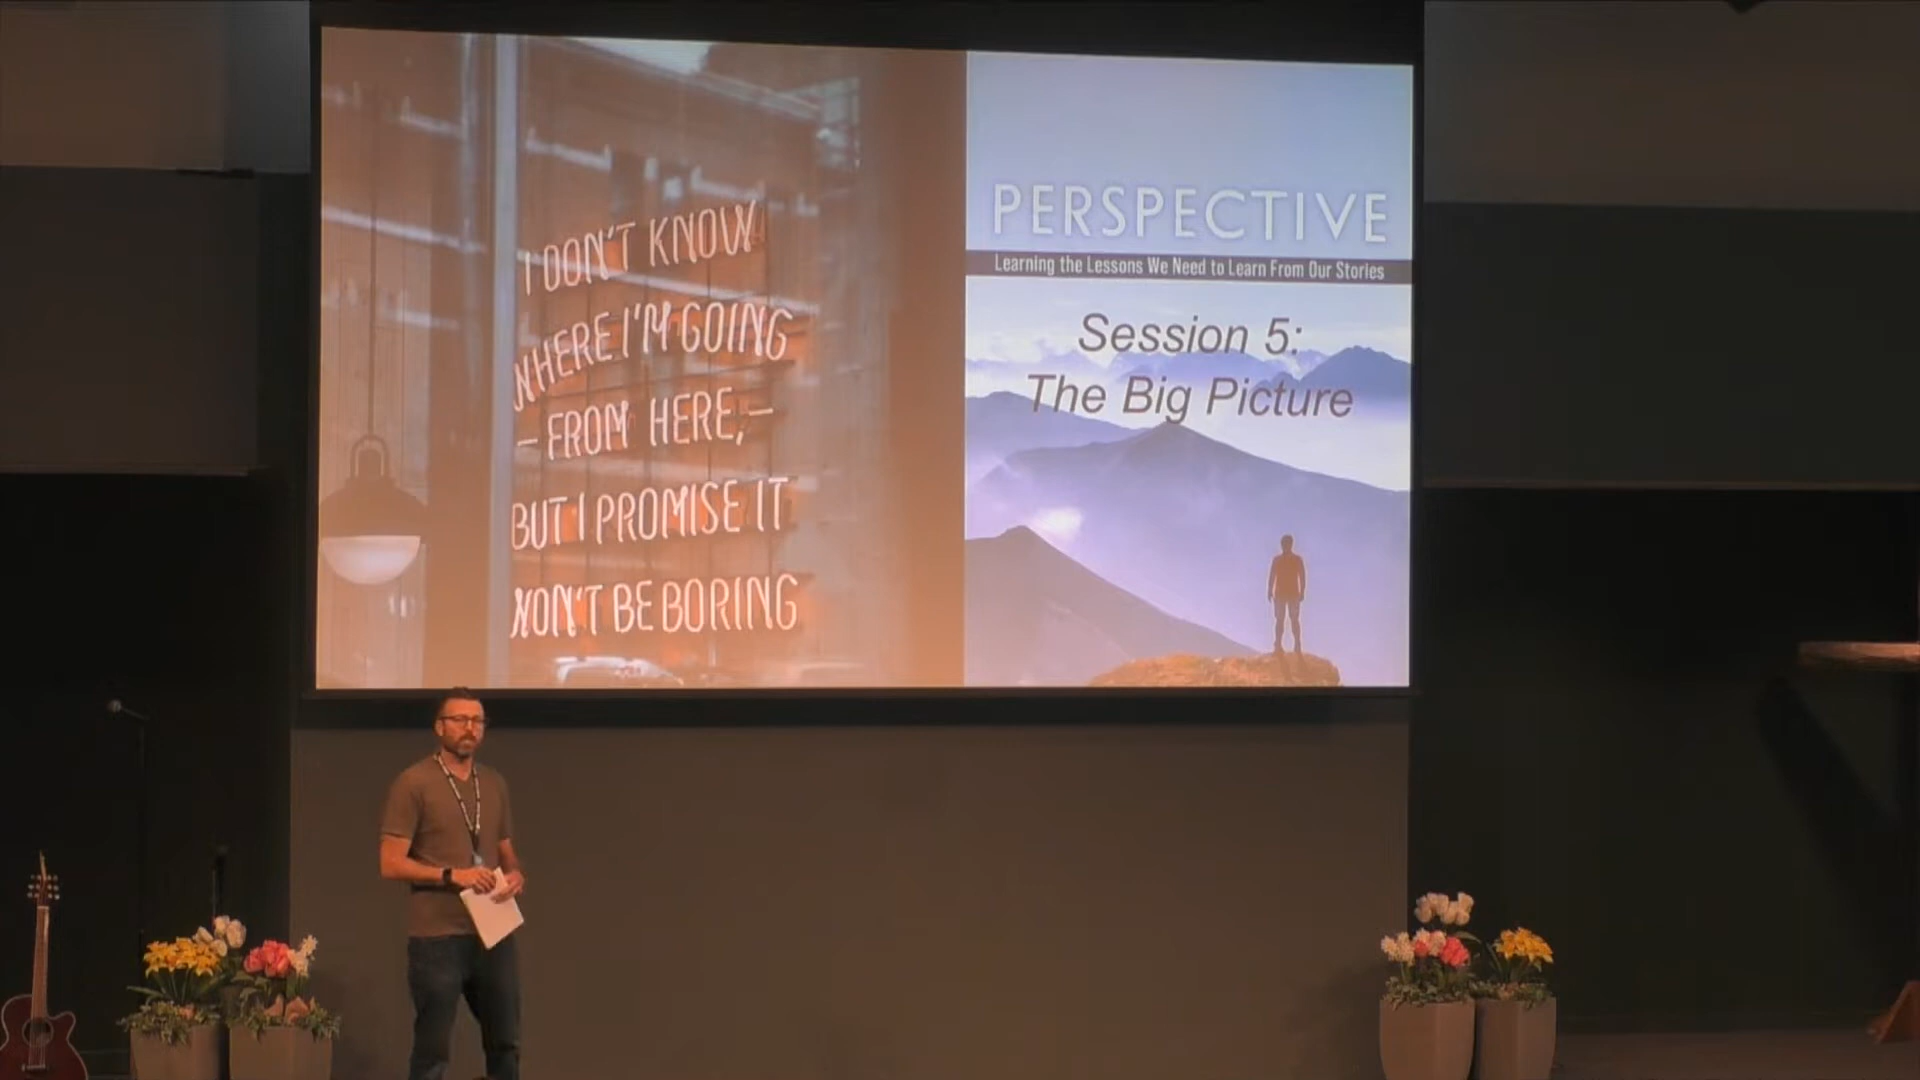 I DON'T KNOW
WHERE I'M GOING
– FROM HERE, –
BUT I PROMISE IT
WON'T BE BORING
PERSPECTIVE
Learning the Lessons We Need to Learn From Our Stories
Session 5:
The Big Picture